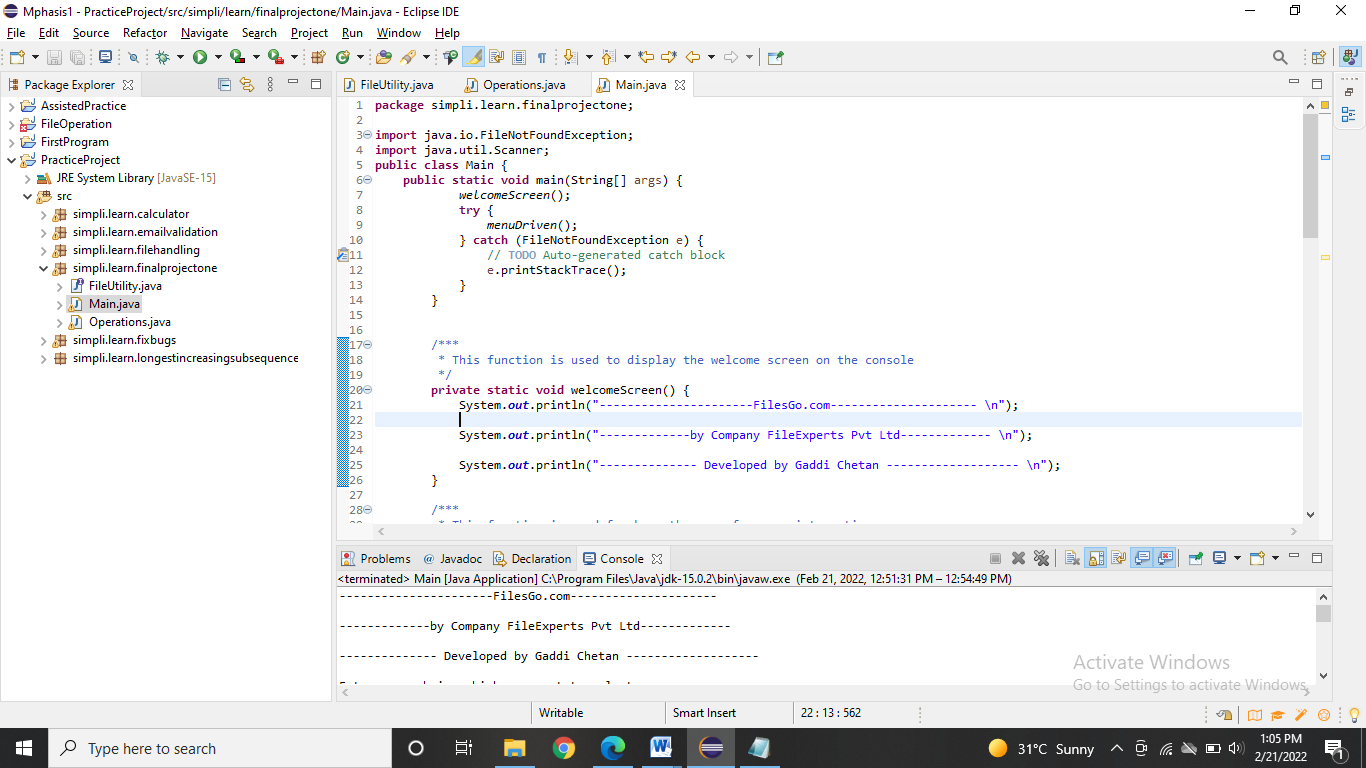 Mphasis1 - PracticeProject/src/simpli/learn/finalprojectone/Main.java - Eclipse IDE
File Edit Source Refactor Navigate Search Project Run Window Help
Package Explorer
AssistedPractice
FileOperation
FirstProgram
PracticeProject
JRE System Library [JavaSE-15]
src
simpli.learn.calculator
simpli.learn.emailvalidation
simpli.learn.filehandling
simpli.learn.finalprojectone
FileUtility.java
Main.java
Operations.java
simpli.learn.fixbugs
simpli.learn.longestincreasingsubsequence
FileUtility.java Operations.java Main.java
1 package simpli.learn.finalprojectone;
2
3 import java.io.FileNotFoundException;
4 import java.util.Scanner;
5 public class Main {
6 public static void main(String[] args) {
7 welcomeScreen();
8 try {
9 menuDriven();
10 } catch (FileNotFoundException e) {
11 // TODO Auto-generated catch block
12 e.printStackTrace();
13 }
14 }
15
16
17 /***
18 * This function is used to display the welcome screen on the console
19 */
20 private static void welcomeScreen() {
21 System.out.println("----------------------FilesGo.com--------------------- \n");
22
23 System.out.println("-------------by Company FileExperts Pvt Ltd------------- \n");
24
25 System.out.println("-------------- Developed by Gaddi Chetan ------------------- \n");
26 }
27
28 /***
Problems @ Javadoc Declaration Console
<terminated> Main [Java Application] C:\Program Files\Java\jdk-15.0.2\bin\javaw.exe (Feb 21, 2022, 12:51:31 PM – 12:54:49 PM)
----------------------FilesGo.com---------------------
-------------by Company FileExperts Pvt Ltd-------------
-------------- Developed by Gaddi Chetan -------------------
Activate Windows
Go to Settings to activate Windows.
Writable Smart Insert 22 : 13 : 562
Type here to search
31°C Sunny
1:05 PM
2/21/2022
1